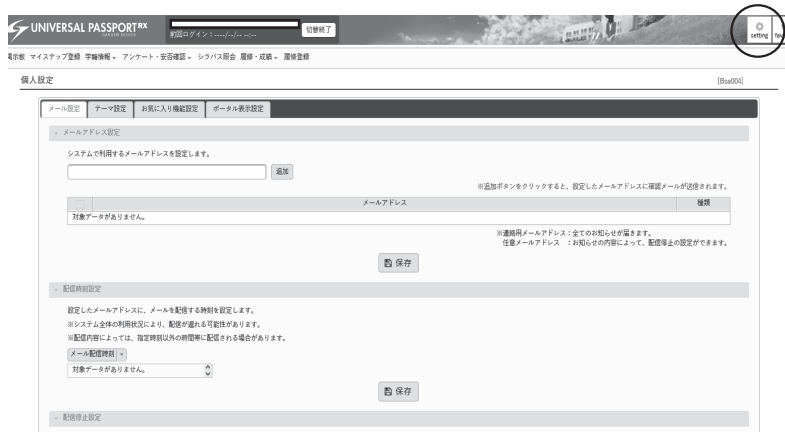 UNIVERSAL PASSPORT RX
前回ログイン：----/--/-- --:--
切替終了
setting
掲示板 マイステップ登録 学籍情報 アンケート・安否確認 シラバス照会 履修・成績 履修登録
個人設定
[Bsa004]
メール設定 テーマ設定 お気に入り機能設定 ポータル表示設定
メールアドレス設定
システムで利用するメールアドレスを設定します。
追加
※追加ボタンをクリックすると、設定したメールアドレスに確認メールが送信されます。
メールアドレス 種類
対象データがありません。
※連絡用メールアドレス：全てのお知らせが届きます。
任意メールアドレス ：お知らせの内容によって、配信停止の設定ができます。
保存
配信時刻設定
設定したメールアドレスに、メールを配信する時刻を設定します。
※システム全体の利用状況により、配信が遅れる可能性があります。
※配信内容によっては、指定時刻以外の時間帯に配信される場合があります。
メール配信時刻
対象データがありません。
保存
配信停止設定